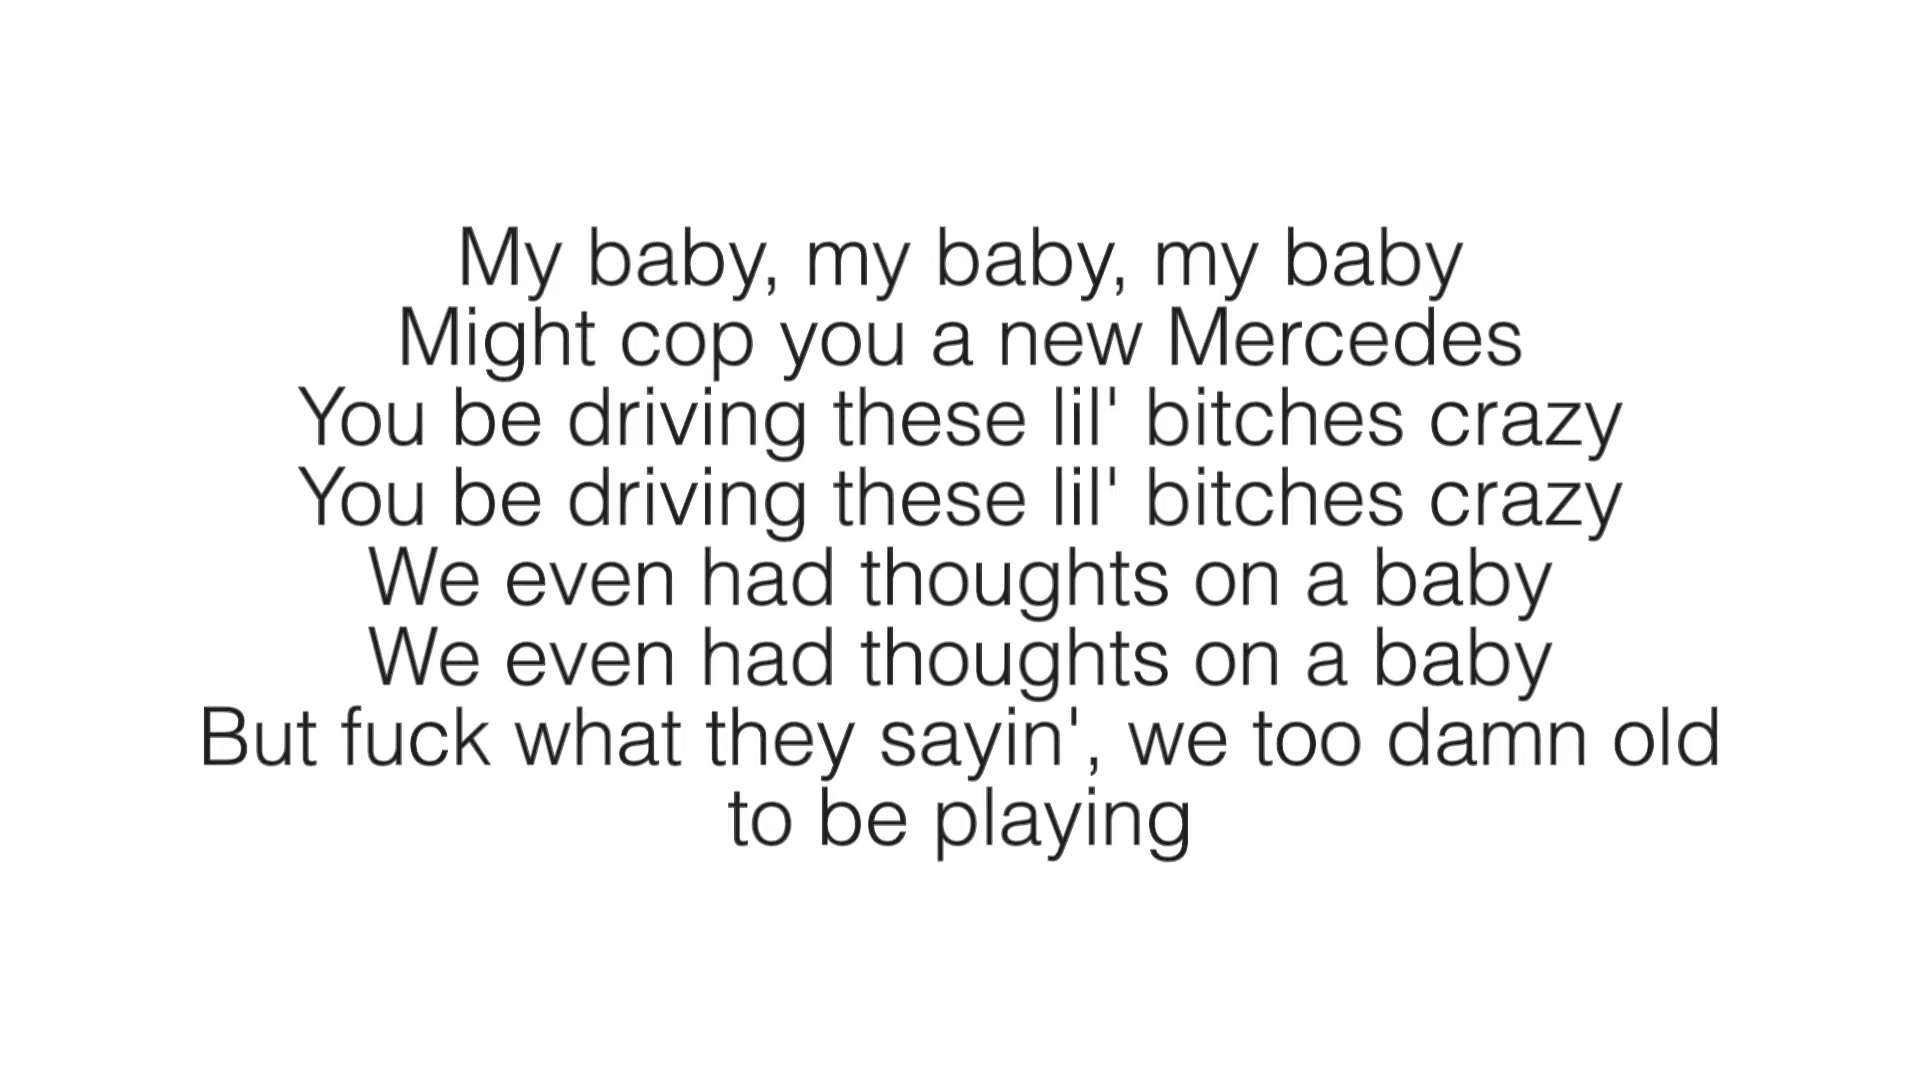 My baby, my baby, my baby
Might cop you a new Mercedes
You be driving these lil' bitches crazy
You be driving these lil' bitches crazy
We even had thoughts on a baby
We even had thoughts on a baby
But fuck what they sayin', we too damn old
to be playing